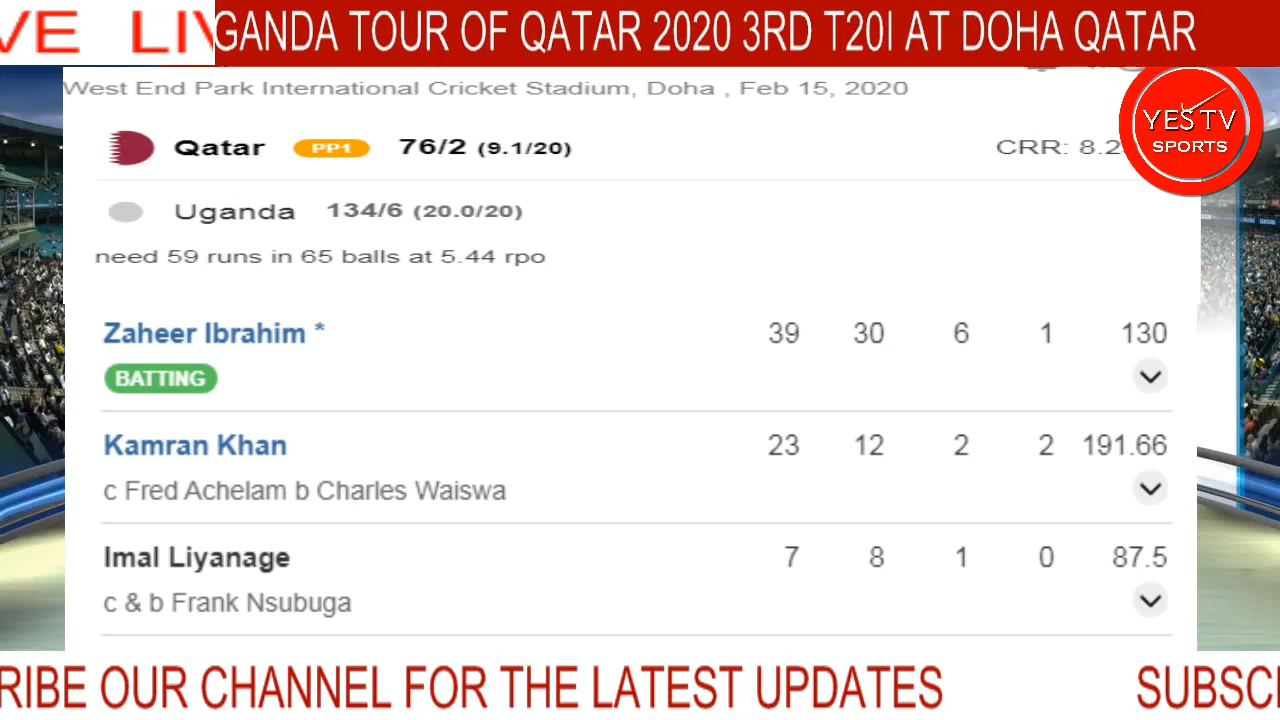 VE LIV
GANDA TOUR OF QATAR 2020 3RD T20I AT DOHA QATAR
West End Park International Cricket Stadium, Doha , Feb 15, 2020
YES TV
SPORTS
Qatar PP1 76/2 (9.1/20) CRR: 8.2
Uganda 134/6 (20.0/20)
need 59 runs in 65 balls at 5.44 rpo
Zaheer Ibrahim * 39 30 6 1 130
BATTING
Kamran Khan 23 12 2 2 191.66
c Fred Achelam b Charles Waiswa
Imal Liyanage 7 8 1 0 87.5
c & b Frank Nsubuga
RIBE OUR CHANNEL FOR THE LATEST UPDATES SUBSC